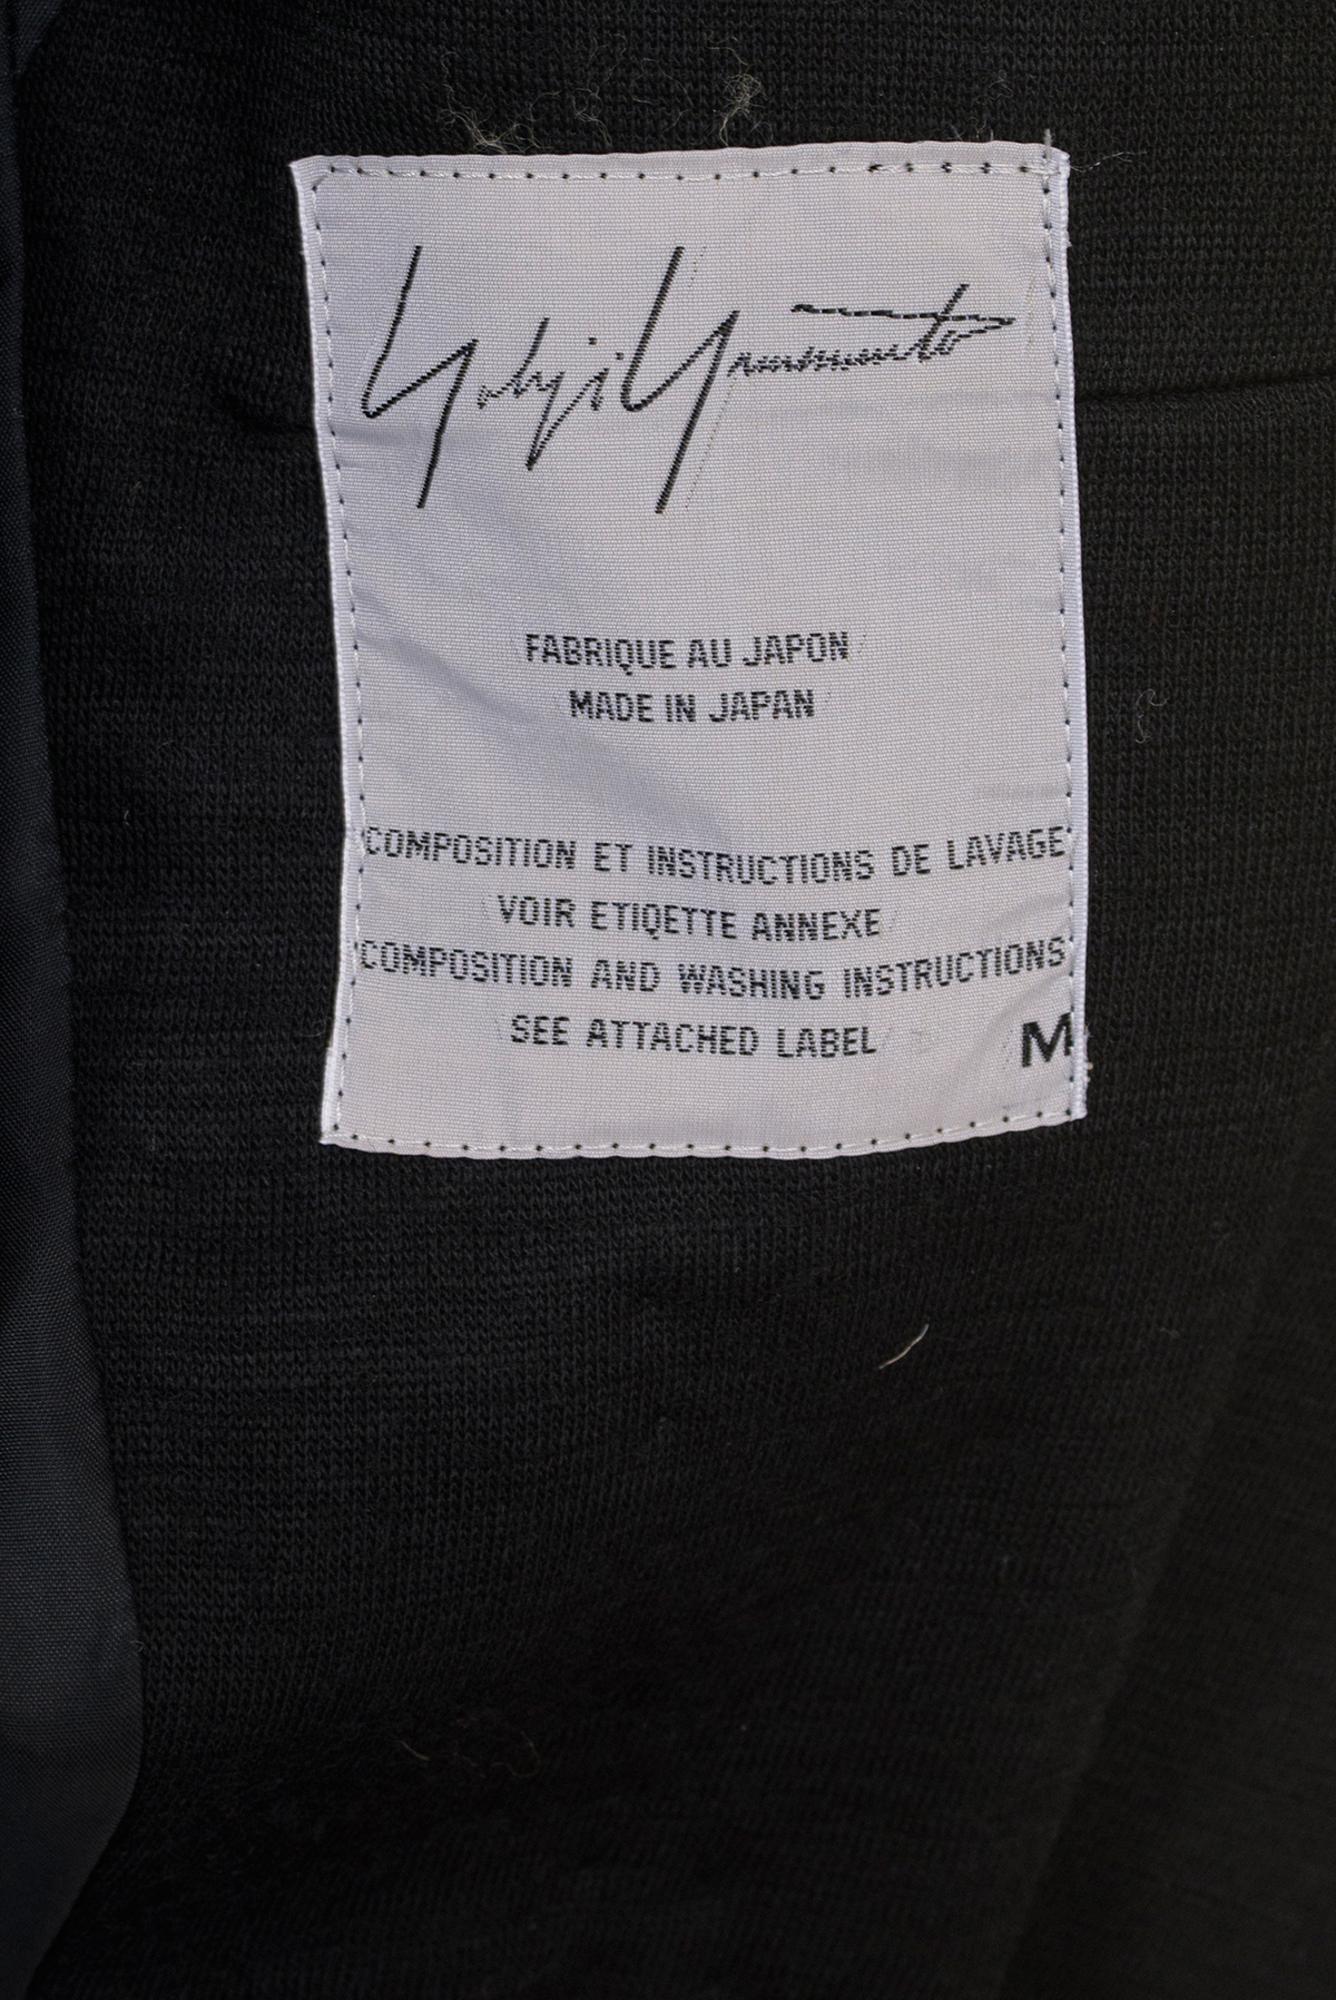 Yohji Yamamoto
FABRIQUE AU JAPON
MADE IN JAPAN
COMPOSITION ET INSTRUCTIONS DE LAVAGE
VOIR ETIQETTE ANNEXE
COMPOSITION AND WASHING INSTRUCTIONS
SEE ATTACHED LABEL
M